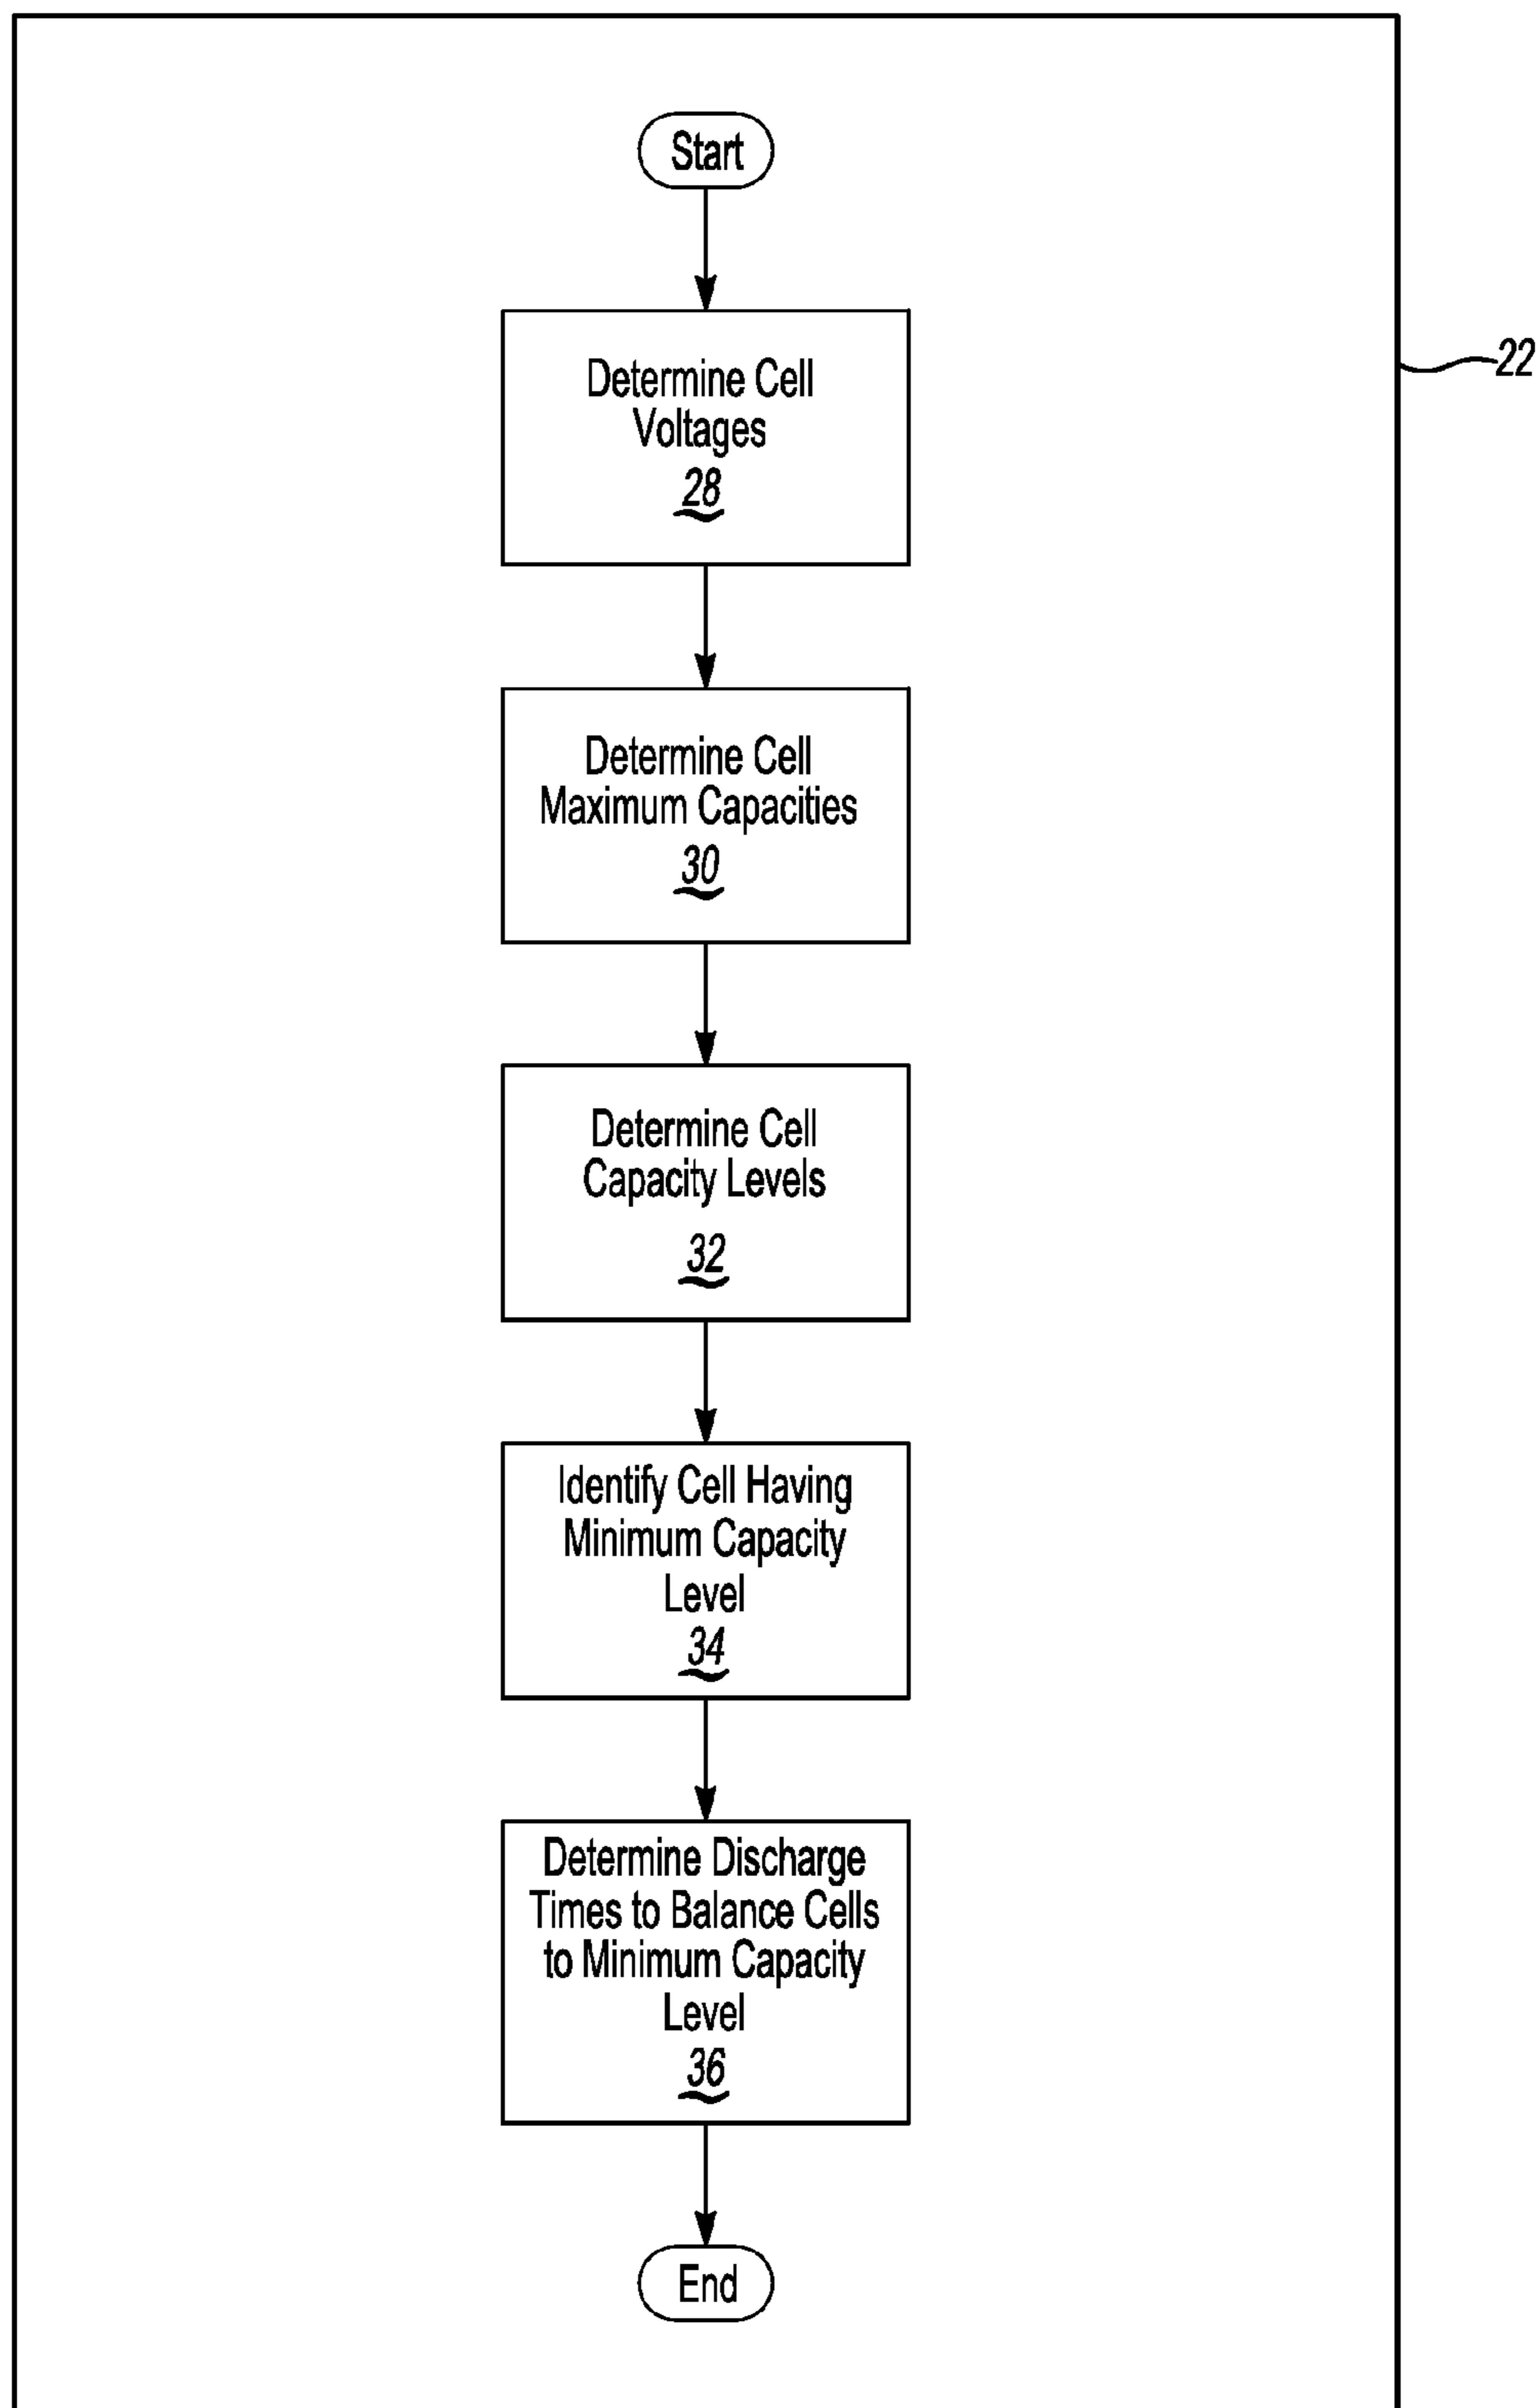 Start
Determine Cell
Voltages
28
22
Determine Cell
Maximum Capacities
30
Determine Cell
Capacity Levels
32
Identify Cell Having
Minimum Capacity
Level
34
Determine Discharge
Times to Balance Cells
to Minimum Capacity
Level
36
End